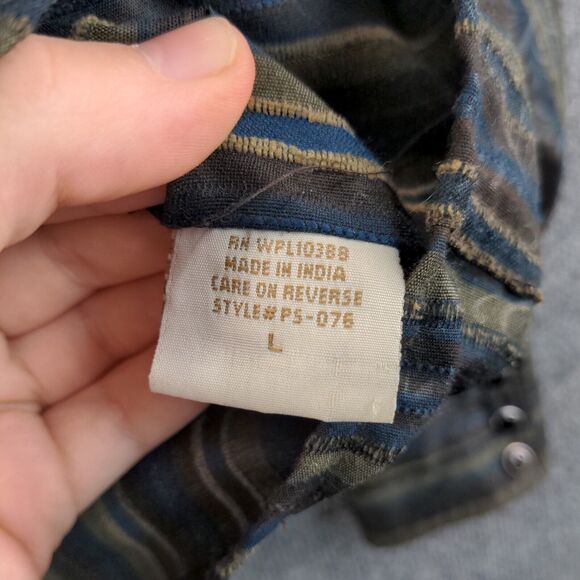 RN WPL10388
MADE IN INDIA
CARE ON REVERSE
STYLE#PS-076
L